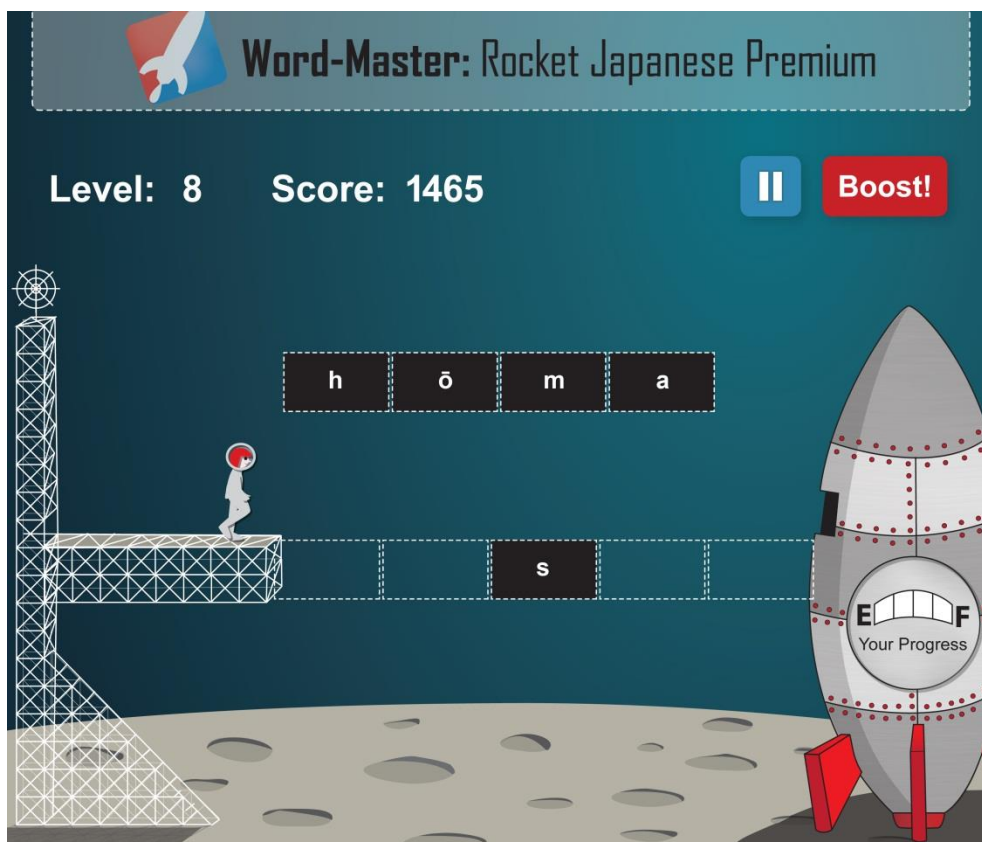 Word-Master: Rocket Japanese Premium
Level: 8 Score: 1465 Boost!
h ō m a
s
E F
Your Progress